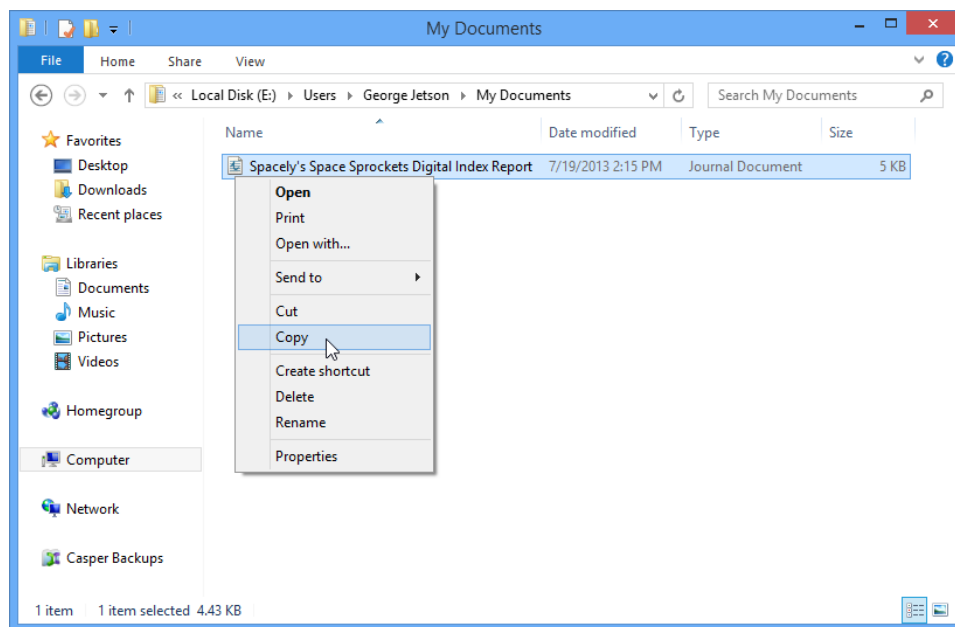 My Documents
File Home Share View
« Local Disk (E:) Users George Jetson My Documents Search My Documents
Name Date modified Type Size
Favorites
Desktop
Downloads
Recent places
Libraries
Documents
Music
Pictures
Videos
Homegroup
Computer
Network
Casper Backups
Spacely's Space Sprockets Digital Index Report 7/19/2013 2:15 PM Journal Document 5 KB
Open
Print
Open with...
Send to
Cut
Copy
Create shortcut
Delete
Rename
Properties
1 item 1 item selected 4.43 KB